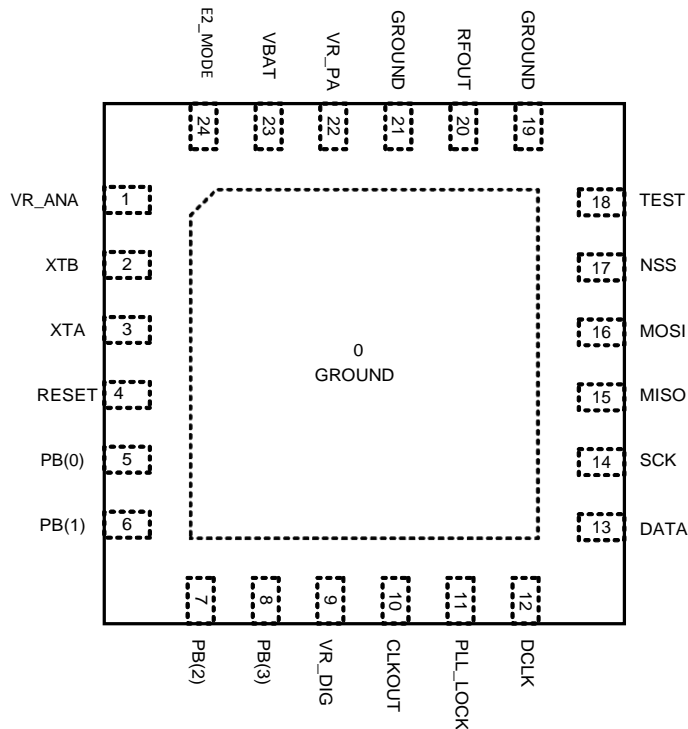 E2_MODE
VBAT
VR_PA
GROUND
RFOUT
GROUND
24
23
22
21
20
19
VR_ANA
1
18
TEST
XTB
2
17
NSS
XTA
3
16
MOSI
0
GROUND
RESET
4
15
MISO
PB(0)
5
14
SCK
PB(1)
6
13
DATA
7
8
9
10
11
12
PB(2)
PB(3)
VR_DIG
CLKOUT
PLL_LOCK
DCLK